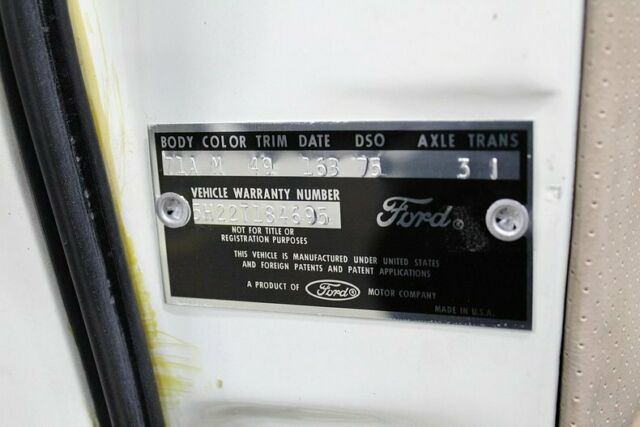 BODY COLOR TRIM DATE DSO AXLE TRANS
71A M 49 16B 75 3 1
VEHICLE WARRANTY NUMBER
5H22T184695
Ford®
NOT FOR TITLE OR
REGISTRATION PURPOSES
THIS VEHICLE IS MANUFACTURED UNDER UNITED STATES
AND FOREIGN PATENTS AND PATENT APPLICATIONS
A PRODUCT OF Ford® MOTOR COMPANY
MADE IN U.S.A.